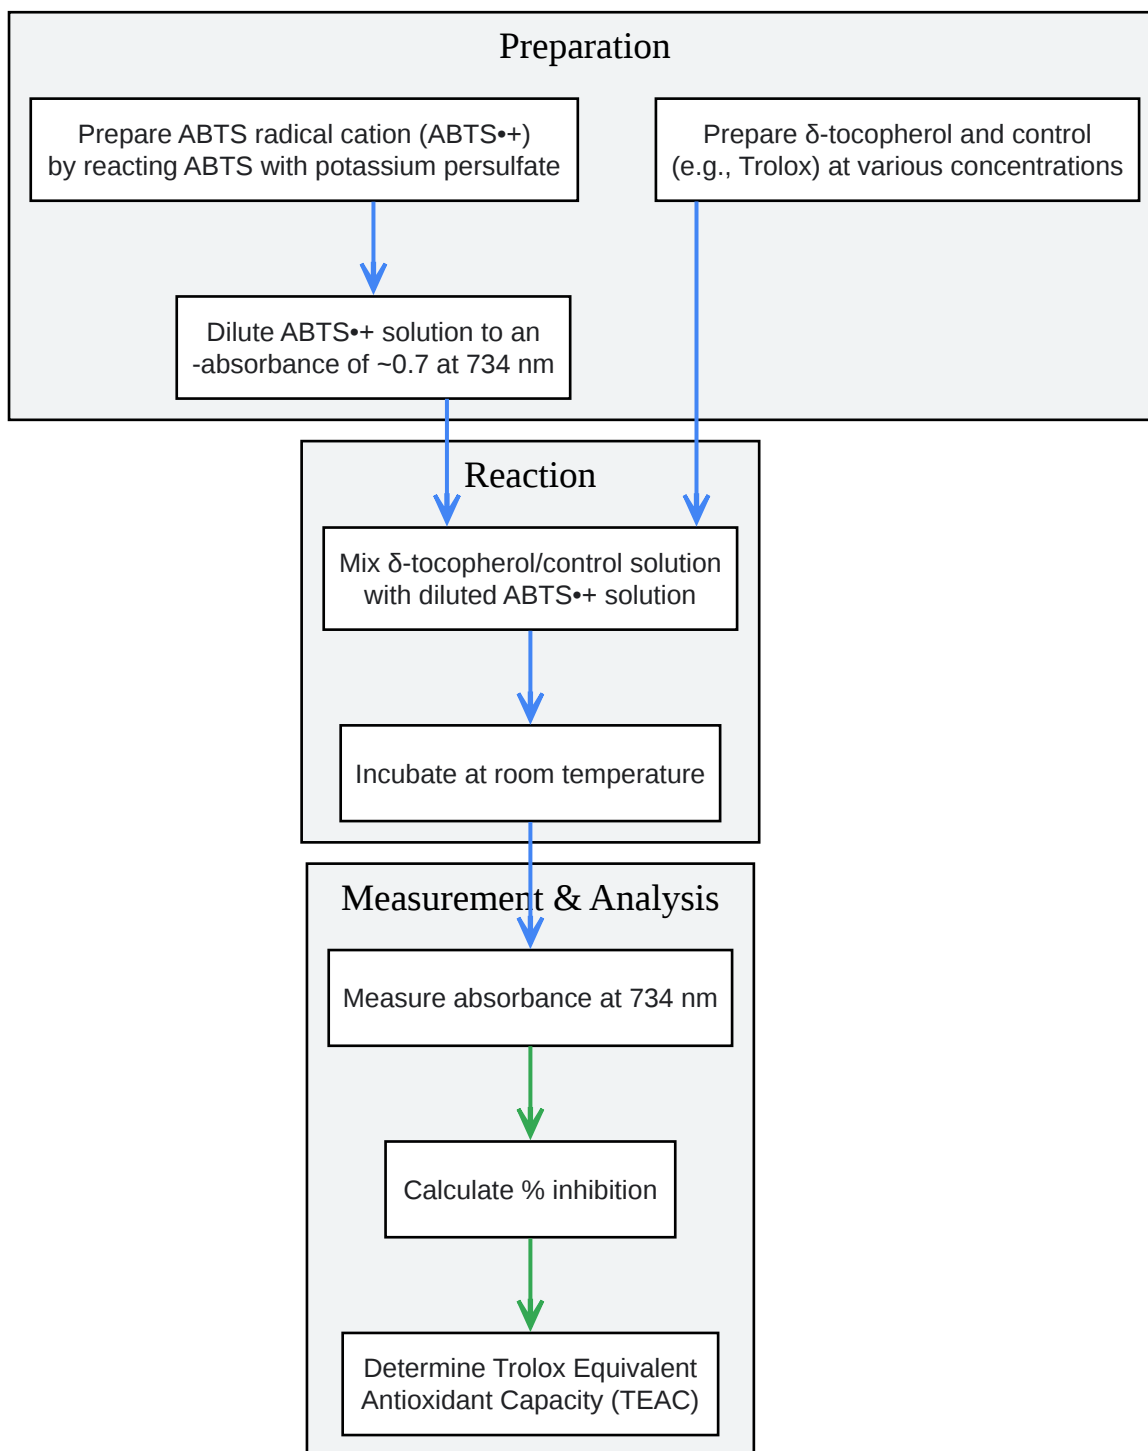 Preparation
Prepare ABTS radical cation (ABTS•+)
by reacting ABTS with potassium persulfate
Prepare δ-tocopherol and control
(e.g., Trolox) at various concentrations
Dilute ABTS•+ solution to an
-absorbance of ~0.7 at 734 nm
Reaction
Mix δ-tocopherol/control solution
with diluted ABTS•+ solution
Incubate at room temperature
Measurement & Analysis
Measure absorbance at 734 nm
Calculate % inhibition
Determine Trolox Equivalent
Antioxidant Capacity (TEAC)